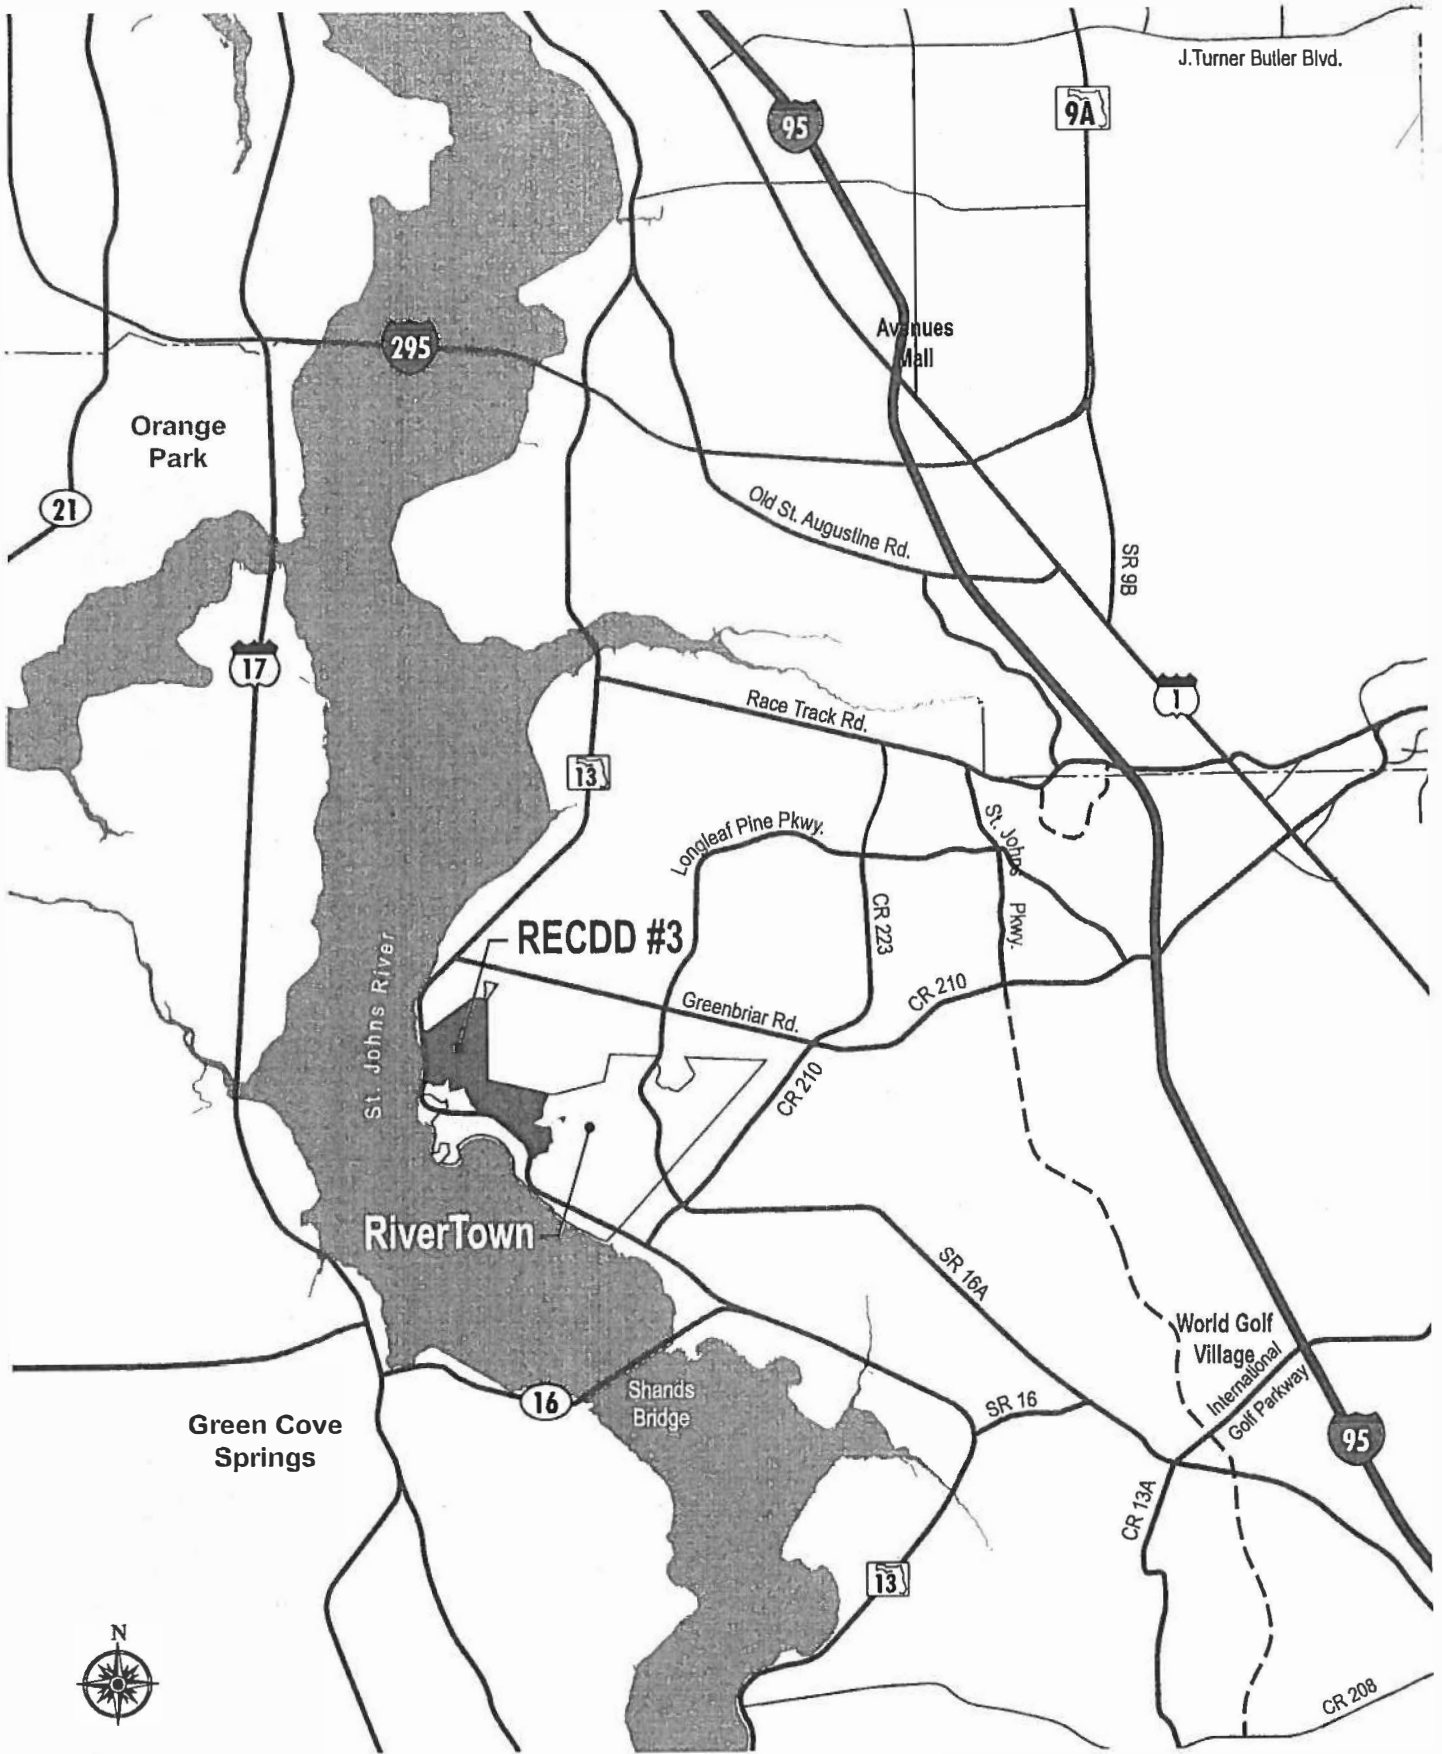 J.Turner Butler Blvd.
95
9A
Avenues
Mall
295
Orange
Park
21
Old St. Augustine Rd.
SR 9B
17
1
Race Track Rd.
13
Longleaf Pine Pkwy.
St. Johns
Pkwy.
CR 223
RECDD #3
St. Johns River
CR 210
Greenbriar Rd.
CR 210
RiverTown
SR 16A
World Golf
Village
International
Golf Parkway
16
Shands
Bridge
SR 16
Green Cove
Springs
95
CR 13A
13
N
CR 208